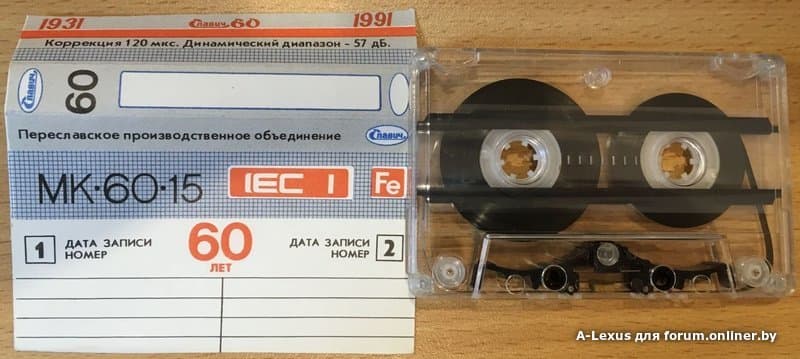 1931 Славич 60 1991
Коррекция 120 мкс. Динамический диапазон - 57 дБ.
Славич 60
Переславское производственное объединение Славич
МК·60·15 IEC I Fe
1 ДАТА ЗАПИСИ НОМЕР 60 ЛЕТ ДАТА ЗАПИСИ НОМЕР 2
A-Lexus для forum.onliner.by